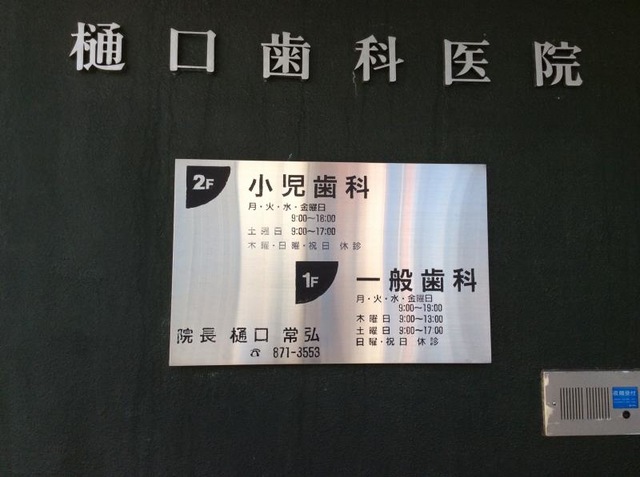 樋口歯科医院
2F 小児歯科
月・火・水・金曜日
9:00〜18:00
土曜日 9:00〜17:00
木曜・日曜・祝日 休診
1F 一般歯科
月・火・水・金曜日
9:00〜19:00
木曜日 9:00〜13:00
土曜日 9:00〜17:00
日曜・祝日 休診
院長 樋口 常弘
☎ 871-3553